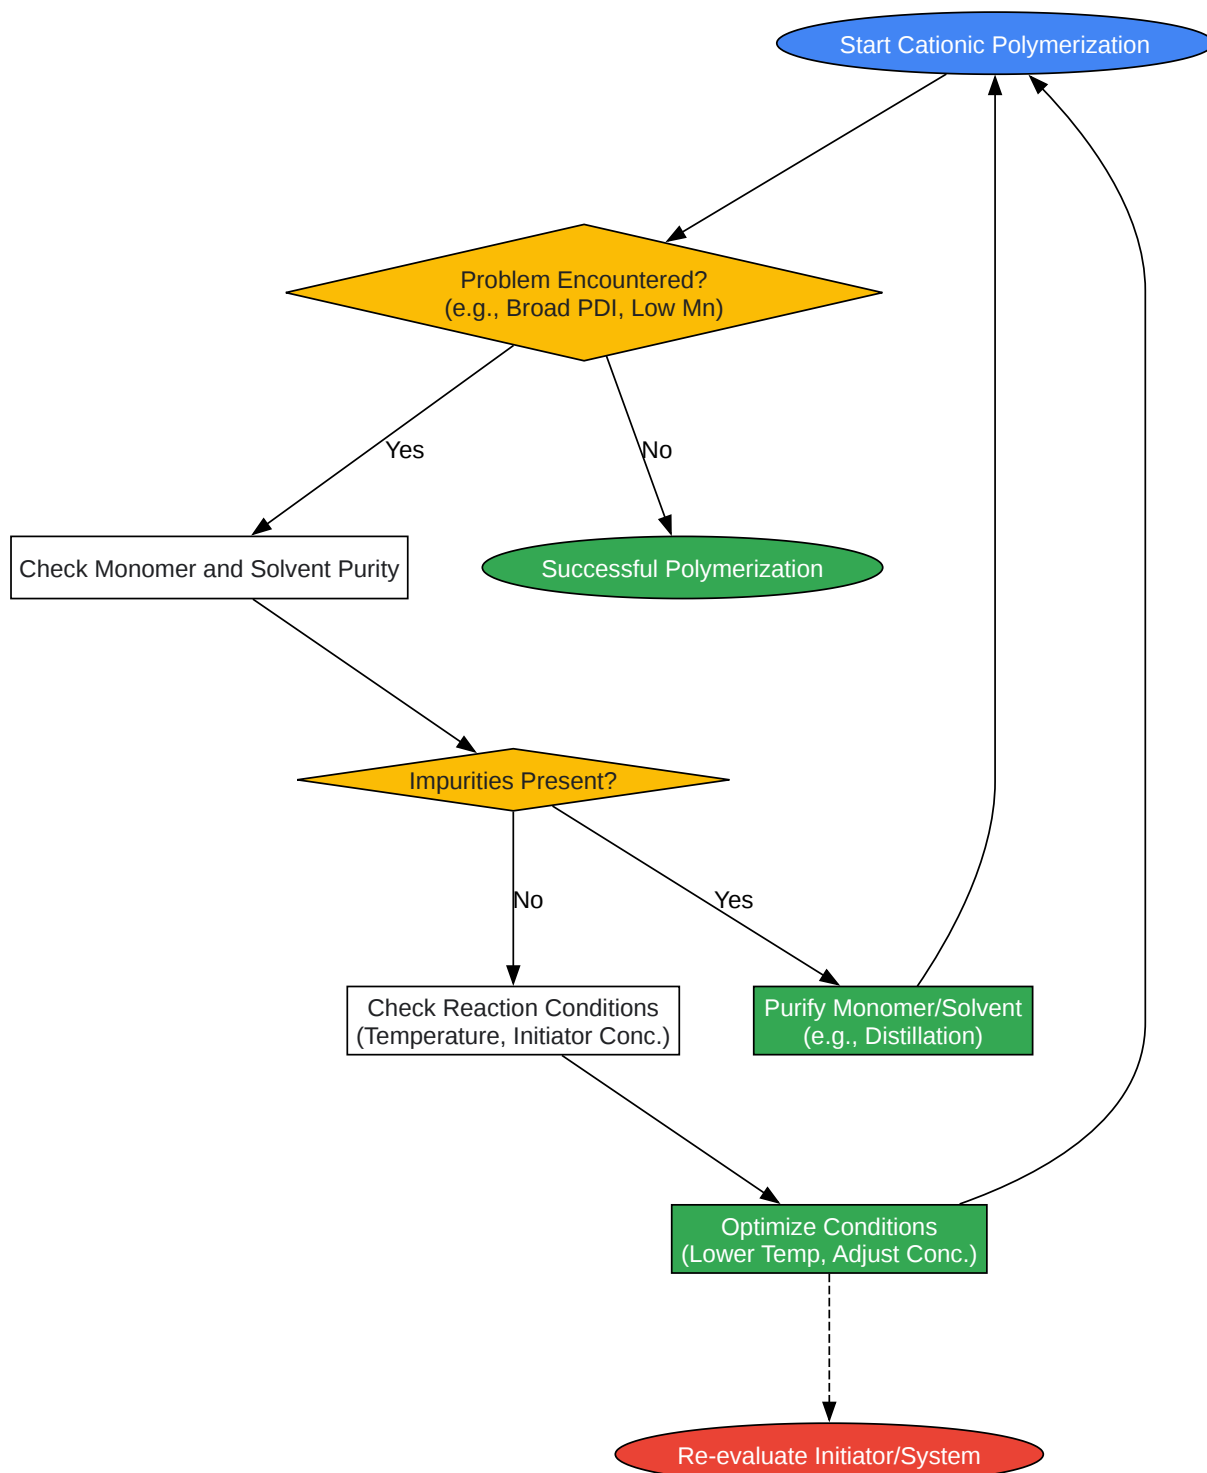 Start Cationic Polymerization
Problem Encountered?
(e.g., Broad PDI, Low Mn)
Yes
No
Check Monomer and Solvent Purity
Successful Polymerization
Impurities Present?
No
Yes
Check Reaction Conditions
(Temperature, Initiator Conc.)
Purify Monomer/Solvent
(e.g., Distillation)
Optimize Conditions
(Lower Temp, Adjust Conc.)
Re-evaluate Initiator/System